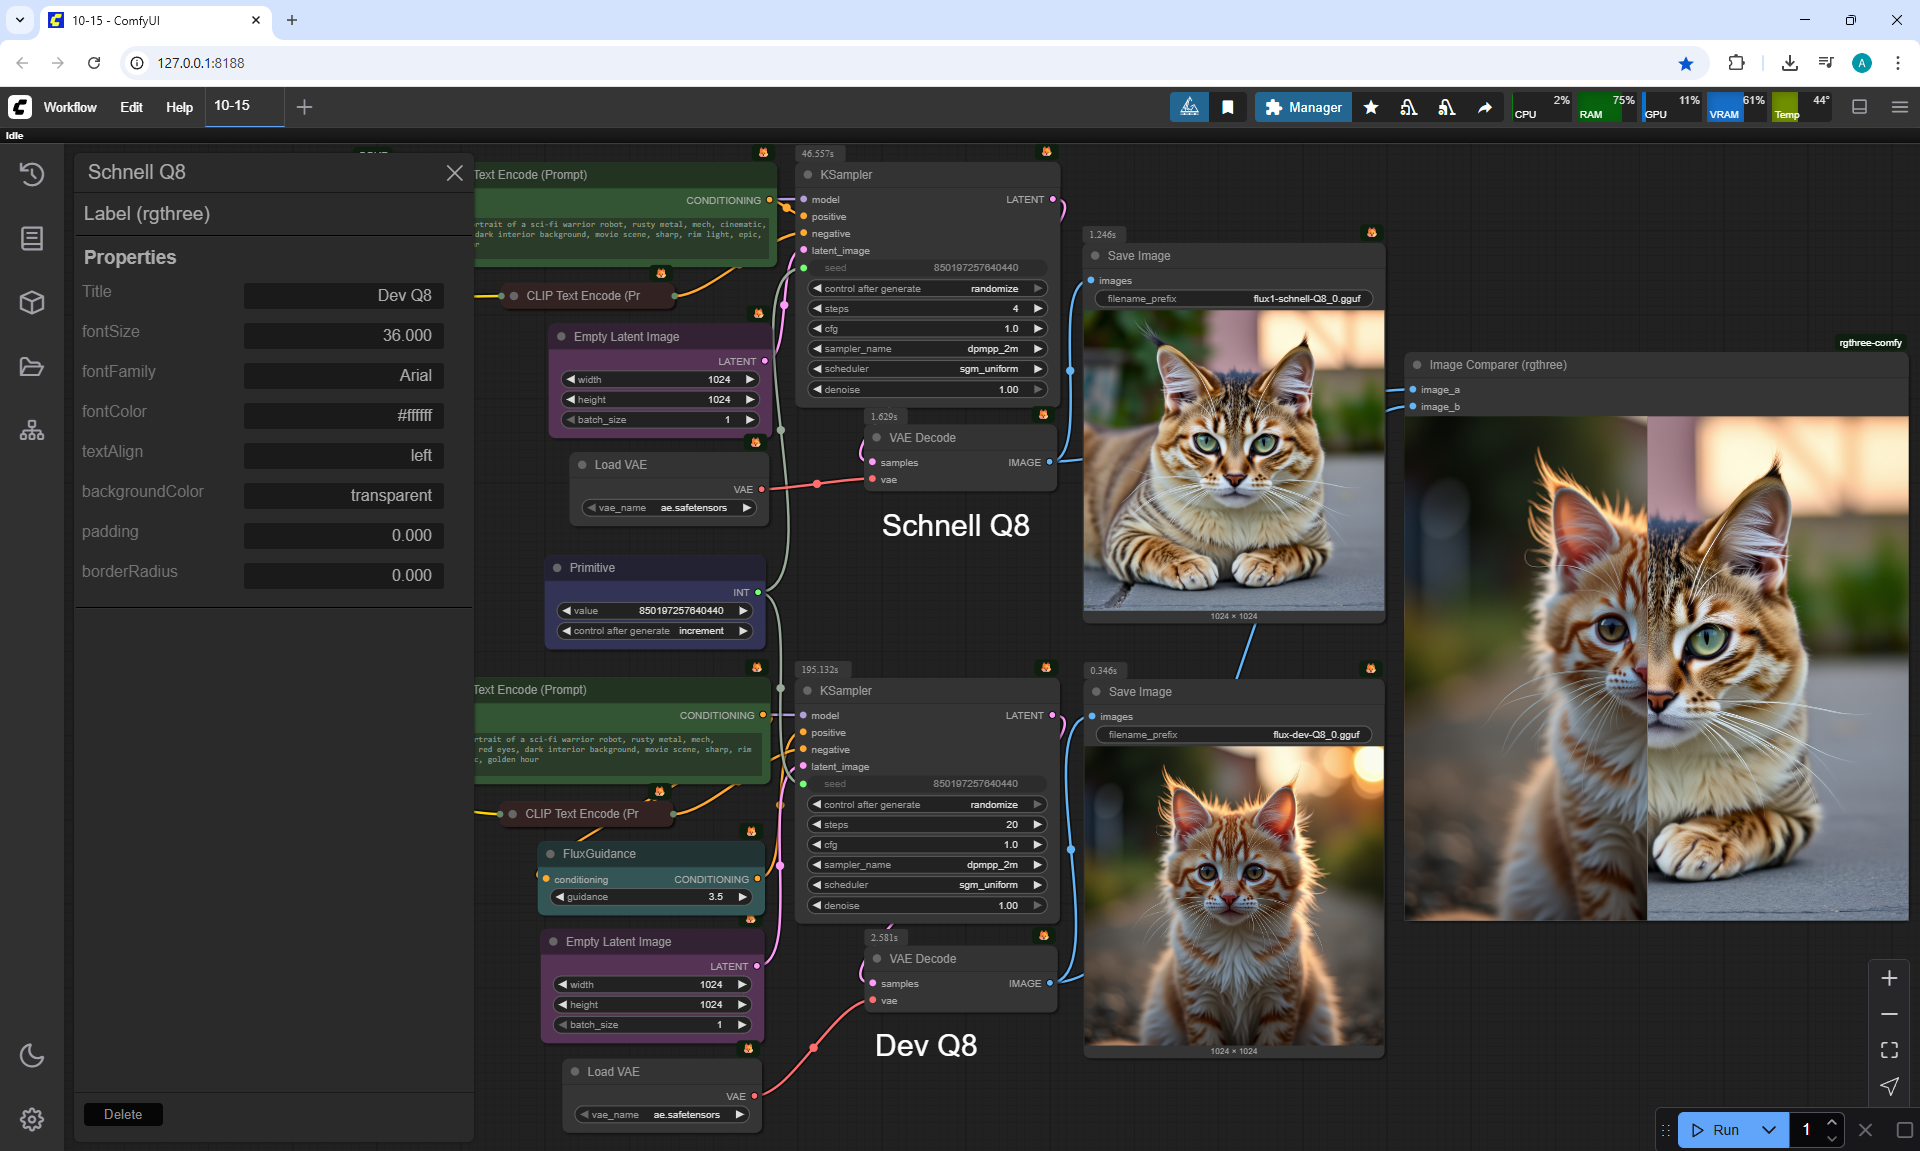 10-15 - ComfyUI
127.0.0.1:8188
Workflow Edit Help 10-15
Manager
CPU 2% RAM 75% GPU 11% VRAM 61% Temp 44°
Idle
Schnell Q8
Label (rgthree)
Properties
Title Dev Q8
fontSize 36.000
fontFamily Arial
fontColor #ffffff
textAlign left
backgroundColor transparent
padding 0.000
borderRadius 0.000
Delete
Text Encode (Prompt)
CONDITIONING
rtrait of a sci-fi warrior robot, rusty metal, mech, cinematic,
dark interior background, movie scene, sharp, rim light, epic,
CLIP Text Encode (Pr
Empty Latent Image
LATENT
width 1024
height 1024
batch_size 1
Load VAE
VAE
vae_name ae.safetensors
Primitive
INT
value 850197257640440
control after generate increment
46.557s
KSampler
model LATENT
positive
negative
latent_image
seed 850197257640440
control after generate randomize
steps 4
cfg 1.0
sampler_name dpmpp_2m
scheduler sgm_uniform
denoise 1.00
1.629s
VAE Decode
samples IMAGE
vae
Schnell Q8
1.246s
Save Image
images
filename_prefix flux1-schnell-Q8_0.gguf
1024 × 1024
rgthree-comfy
Image Comparer (rgthree)
image_a
image_b
Text Encode (Prompt)
CONDITIONING
rtrait of a sci-fi warrior robot, rusty metal, mech,
red eyes, dark interior background, movie scene, sharp, rim
c, golden hour
CLIP Text Encode (Pr
FluxGuidance
conditioning CONDITIONING
guidance 3.5
Empty Latent Image
LATENT
width 1024
height 1024
batch_size 1
Load VAE
VAE
vae_name ae.safetensors
195.132s
KSampler
model LATENT
positive
negative
latent_image
seed 850197257640440
control after generate randomize
steps 20
cfg 1.0
sampler_name dpmpp_2m
scheduler sgm_uniform
denoise 1.00
2.581s
VAE Decode
samples IMAGE
vae
Dev Q8
0.346s
Save Image
images
filename_prefix flux-dev-Q8_0.gguf
1024 × 1024
Run 1